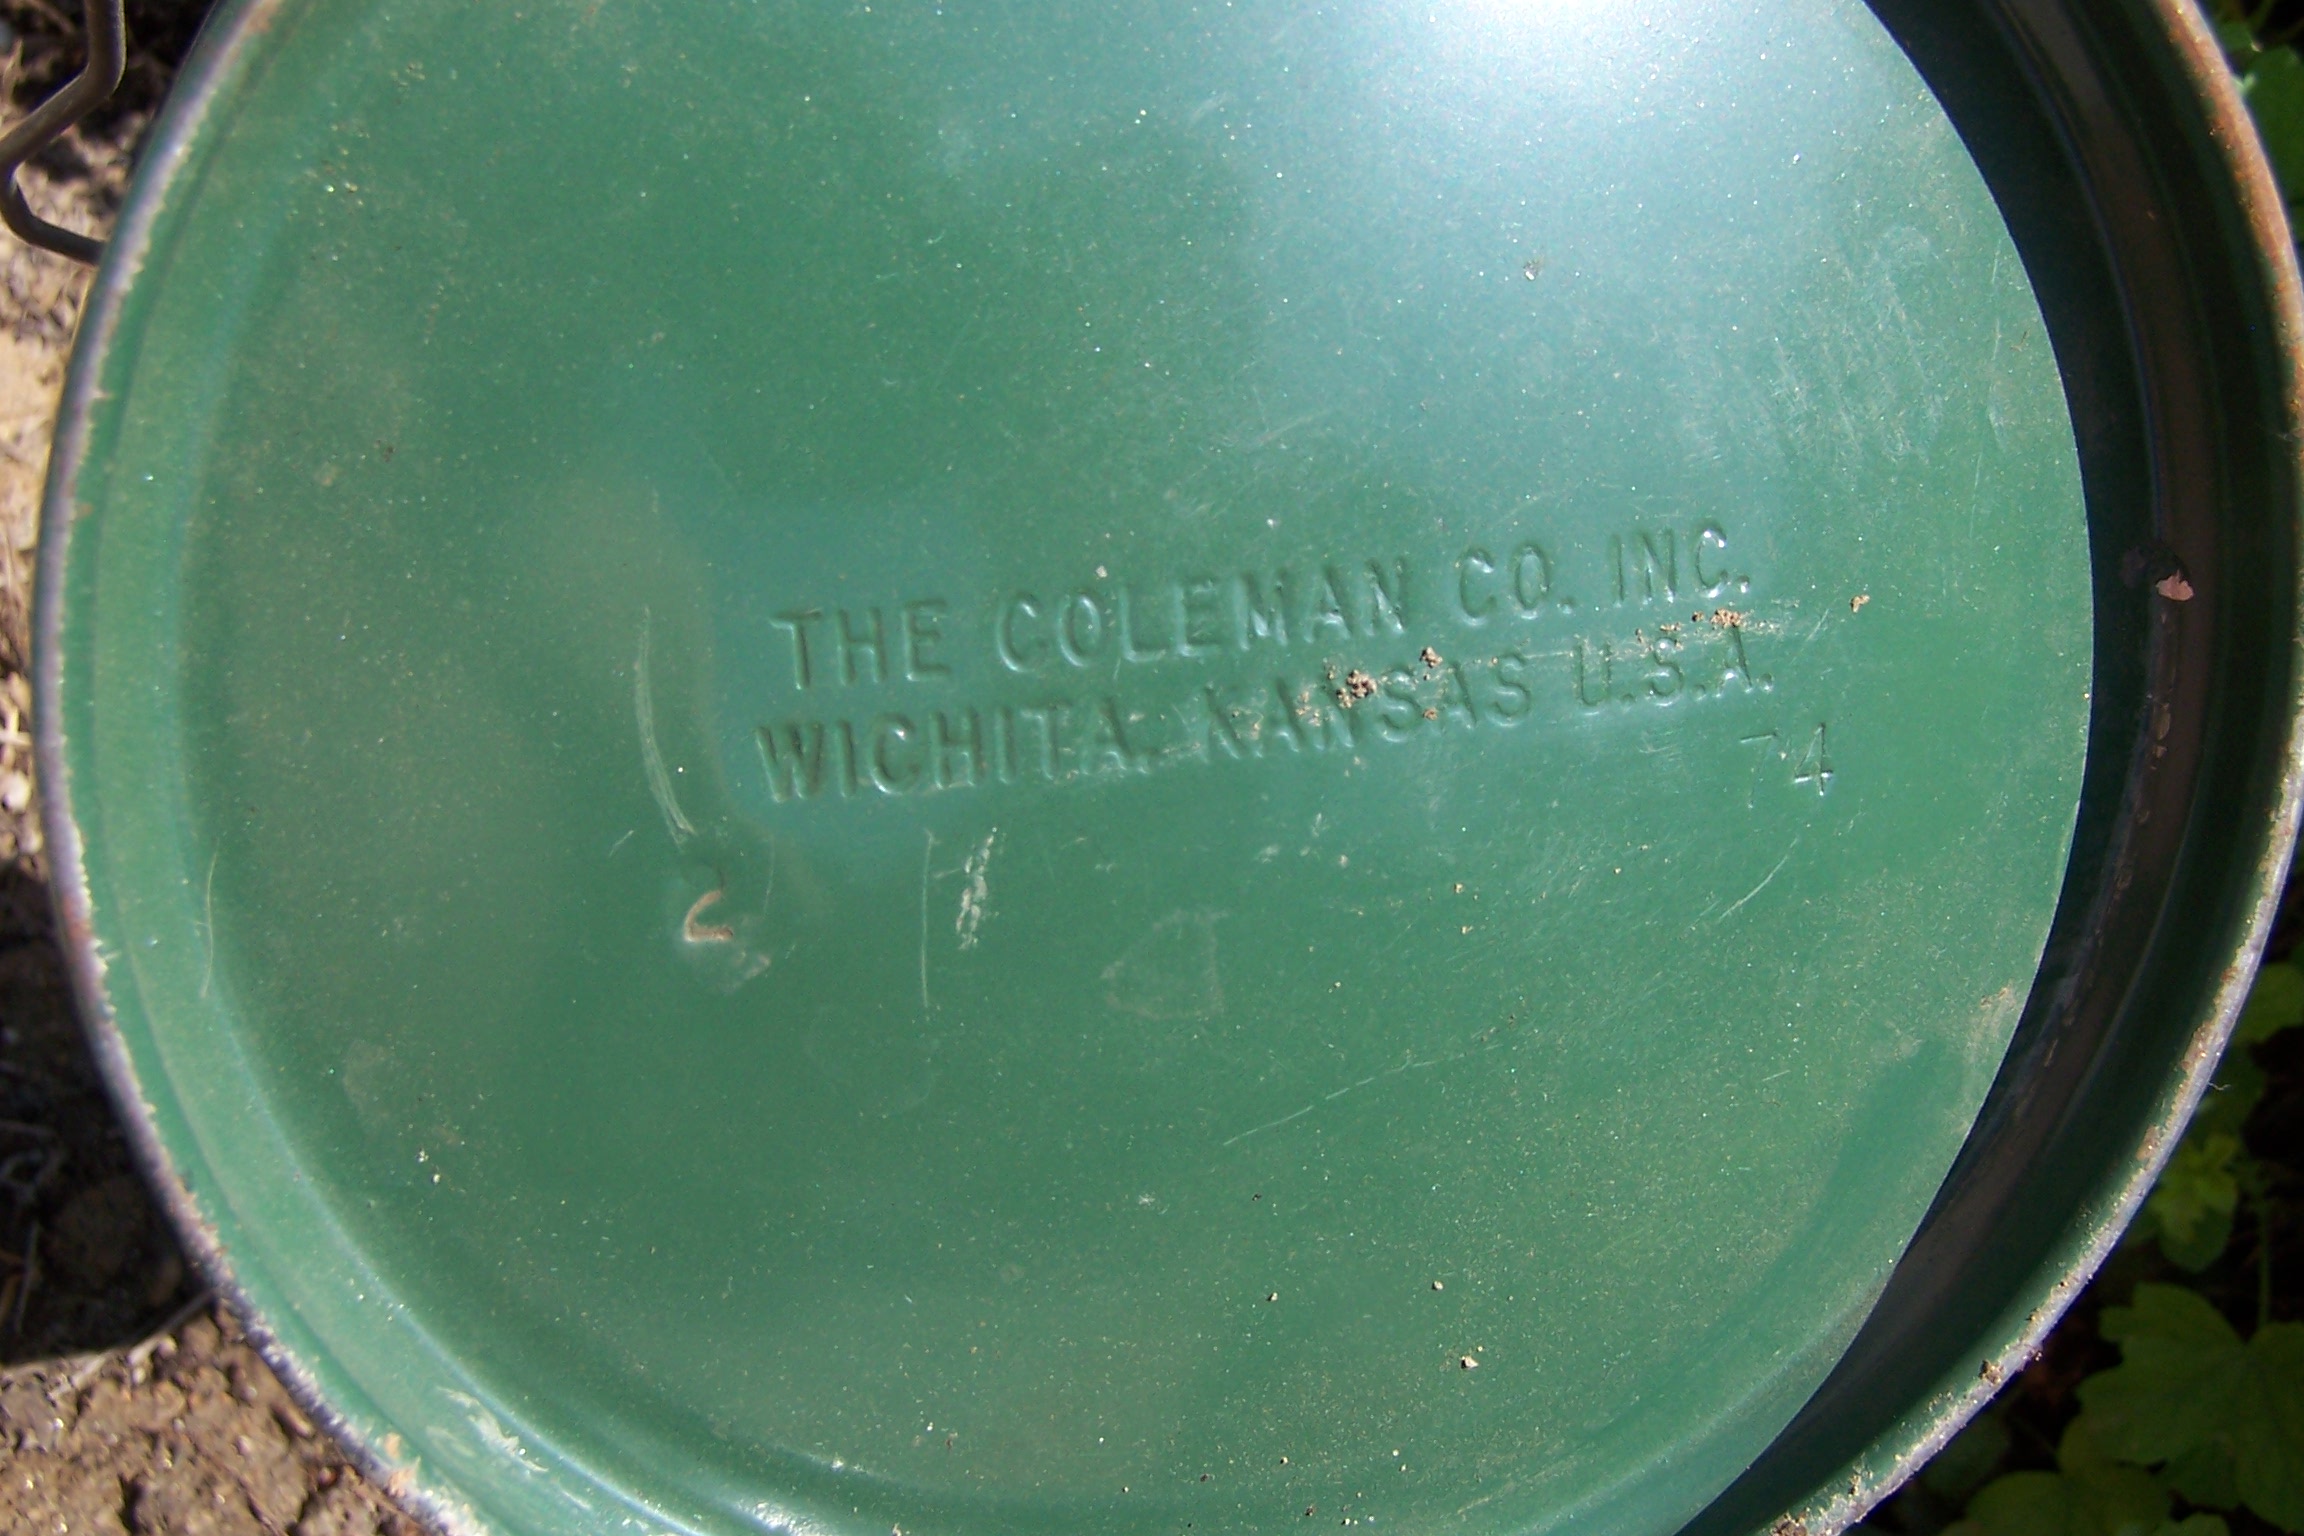 THE COLEMAN CO. INC.
WICHITA, KANSAS U.S.A.
74